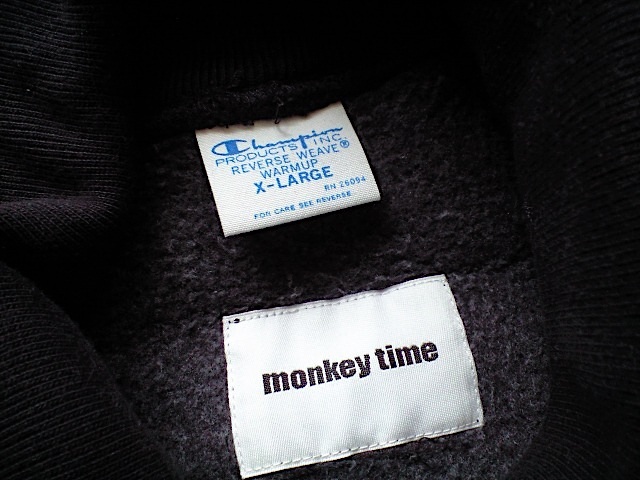 Champion
PRODUCTS INC
REVERSE WEAVE®
WARMUP
X-LARGE
RN 26094
FOR CARE SEE REVERSE
monkey time